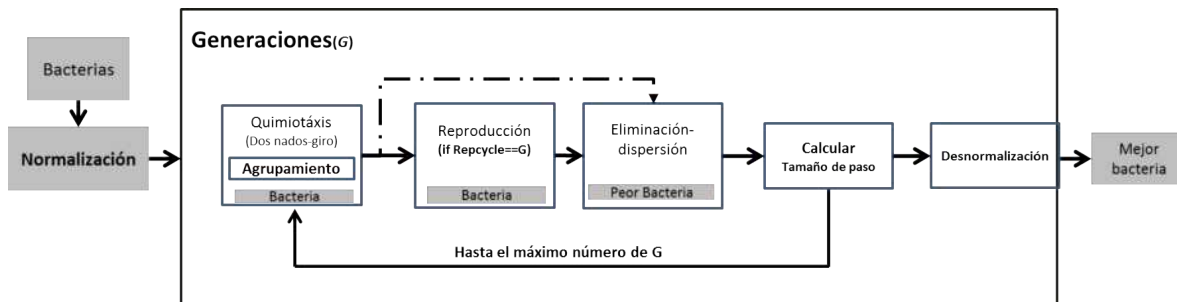 Generaciones(G)
Bacterias
Normalización
Quimiotáxis
(Dos nados-giro)
Agrupamiento
Bacteria
Reproducción
(if Repcycle==G)
Bacteria
Eliminación-
dispersión
Peor Bacteria
Calcular
Tamaño de paso
Desnormalización
Mejor
bacteria
Hasta el máximo número de G